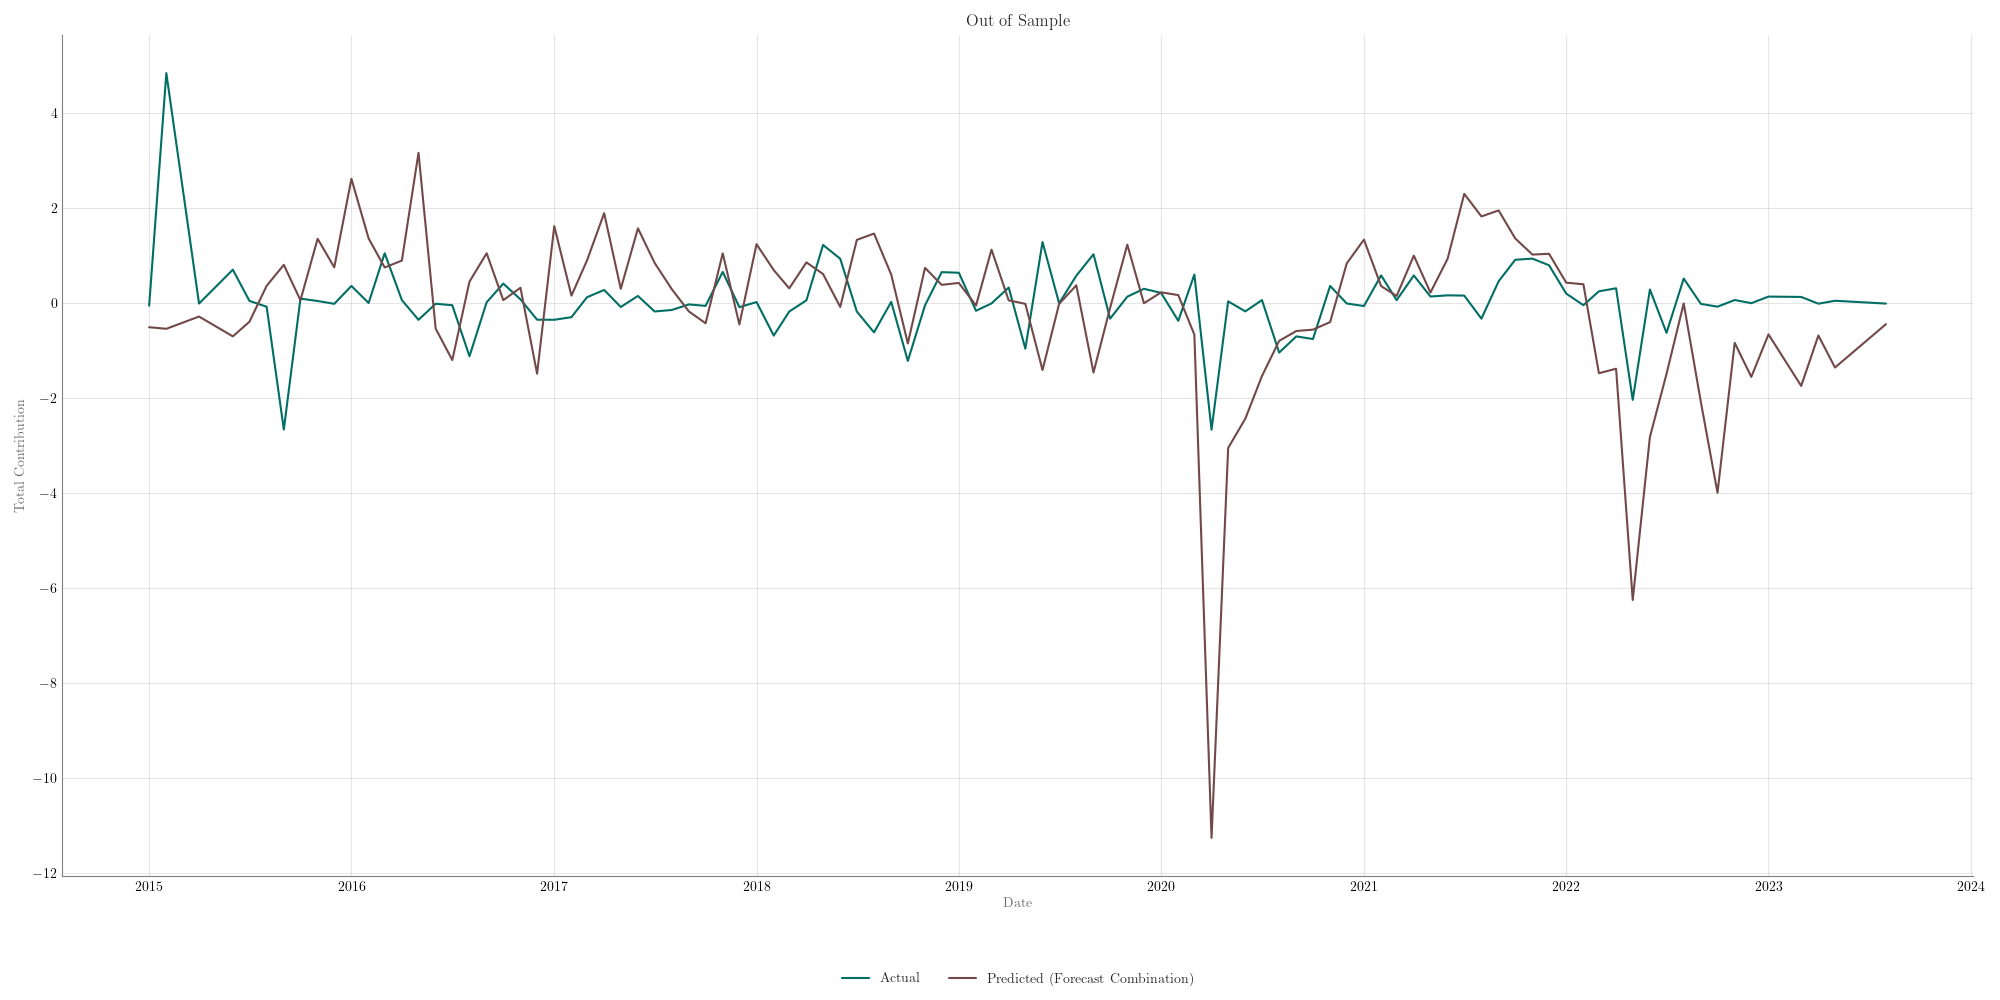 Out of Sample
Total Contribution
4
2
0
−2
−4
−6
−8
−10
−12
2015 2016 2017 2018 2019 2020 2021 2022 2023 2024
Date
Actual Predicted (Forecast Combination)